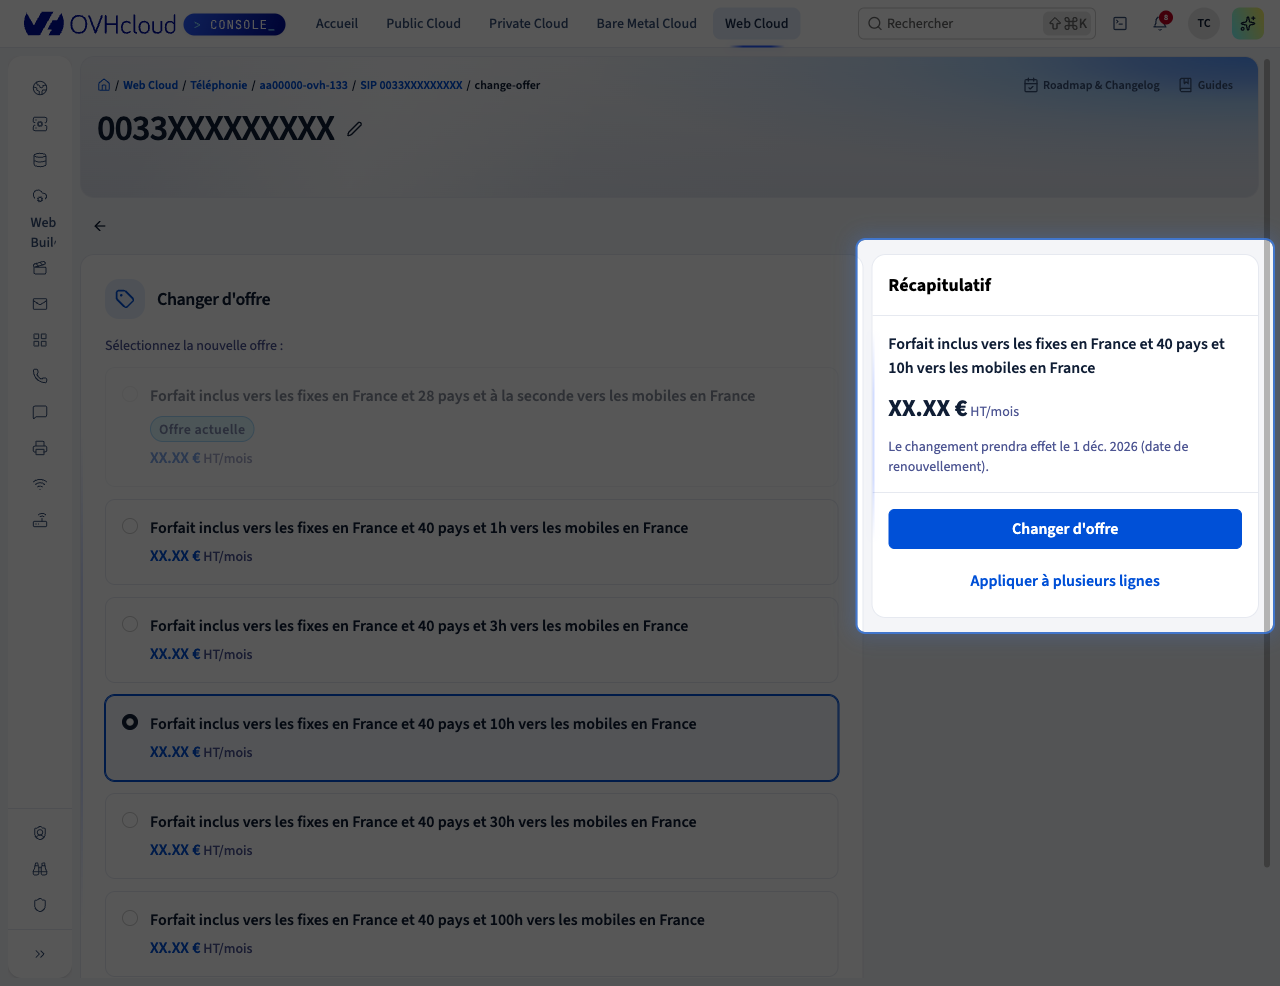 OVHcloud > CONSOLE_ Accueil Public Cloud Private Cloud Bare Metal Cloud Web Cloud Rechercher ⇧⌘K 8 TC
/ Web Cloud / Téléphonie / aa00000-ovh-133 / SIP 0033XXXXXXXXX / change-offer
Roadmap & Changelog Guides
0033XXXXXXXXX
Web
Buil
Changer d'offre
Sélectionnez la nouvelle offre :
Forfait inclus vers les fixes en France et 28 pays et à la seconde vers les mobiles en France
Offre actuelle
XX.XX € HT/mois
Forfait inclus vers les fixes en France et 40 pays et 1h vers les mobiles en France
XX.XX € HT/mois
Forfait inclus vers les fixes en France et 40 pays et 3h vers les mobiles en France
XX.XX € HT/mois
Forfait inclus vers les fixes en France et 40 pays et 10h vers les mobiles en France
XX.XX € HT/mois
Forfait inclus vers les fixes en France et 40 pays et 30h vers les mobiles en France
XX.XX € HT/mois
Forfait inclus vers les fixes en France et 40 pays et 100h vers les mobiles en France
XX.XX € HT/mois
Récapitulatif
Forfait inclus vers les fixes en France et 40 pays et
10h vers les mobiles en France
XX.XX € HT/mois
Le changement prendra effet le 1 déc. 2026 (date de
renouvellement).
Changer d'offre
Appliquer à plusieurs lignes